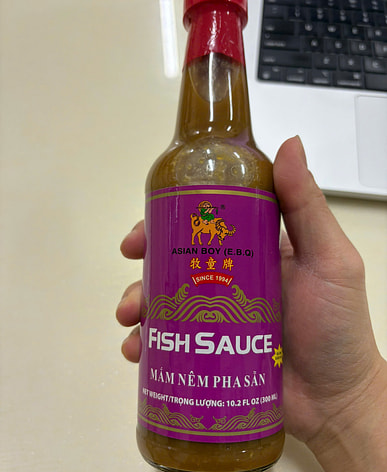 ®
ASIAN BOY (E.B.O)
牧童牌
SINCE 1994
FISH SAUCE
MẮM NÊM PHA SẴN
NET WEIGHT/TRỌNG LƯỢNG: 10.2 FL OZ (300 ML)